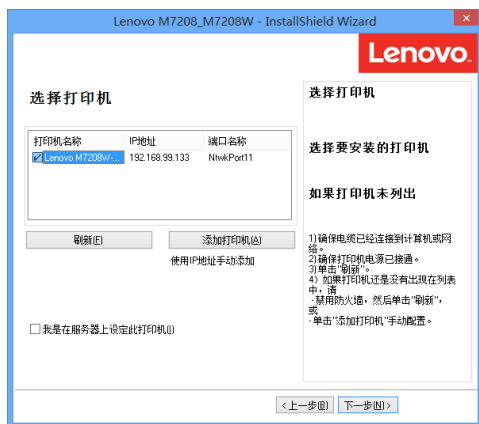 Lenovo M7208_M7208W - InstallShield Wizard
Lenovo.
选择打印机
打印机名称 IP地址 端口名称
Lenovo M7208W-... 192.168.99.133 NtwkPort11
刷新(F)
添加打印机(A)
使用IP地址手动添加
我是在服务器上设定此打印机(I)
选择打印机
选择要安装的打印机
如果打印机未列出
1)确保电缆已经连接到计算机或网
络。
2)确保打印机电源已接通。
3)单击"刷新"。
4) 如果打印机还是没有出现在列表
中，请
·禁用防火墙，然后单击"刷新"，
或
·单击"添加打印机"手动配置。
<上一步(B)
下一步(N)>